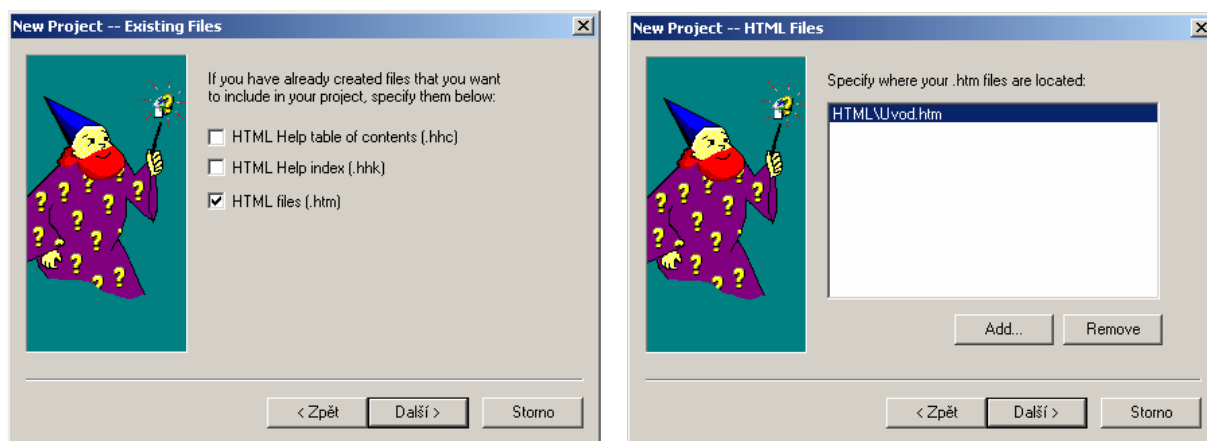 New Project -- Existing Files
If you have already created files that you want
to include in your project, specify them below:
HTML Help table of contents (.hhc)
HTML Help index (.hhk)
HTML files (.htm)
< Zpět
Další >
Storno
New Project -- HTML Files
Specify where your .htm files are located:
HTML\Uvod.htm
Add...
Remove
< Zpět
Další >
Storno